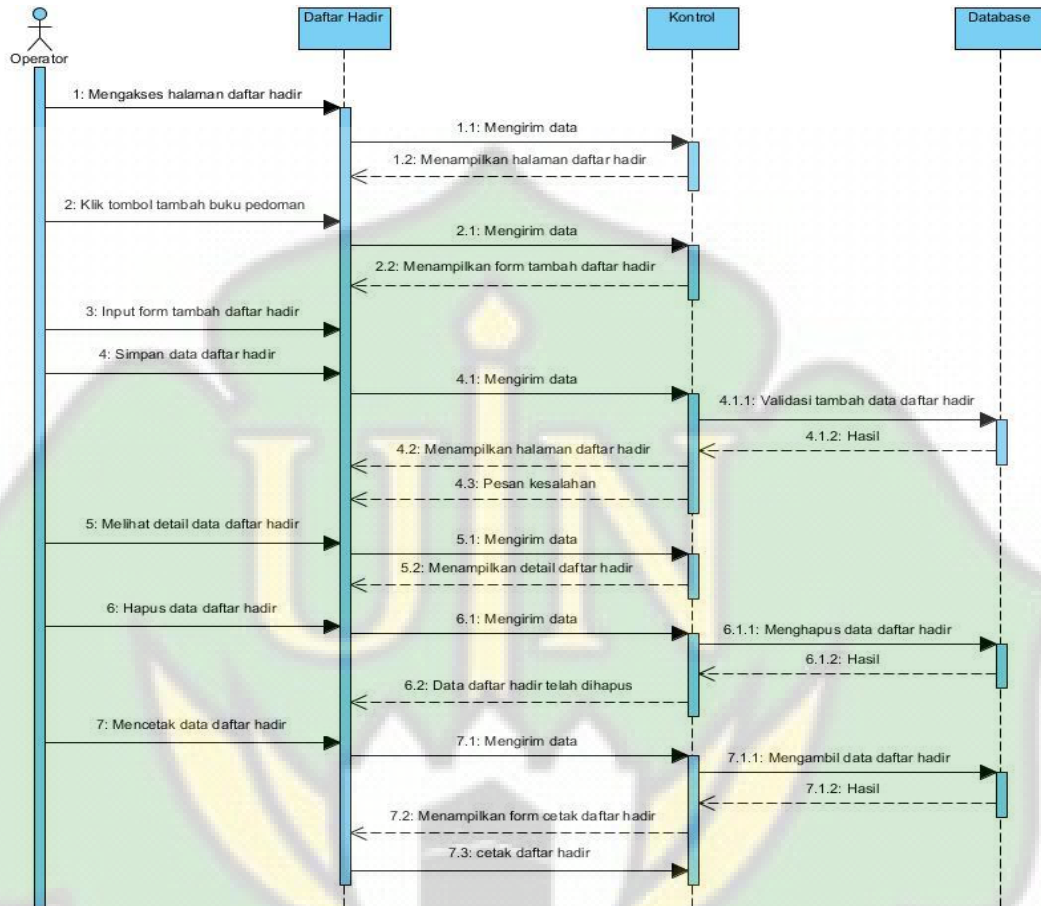 Daftar Hadir
Kontrol
Database
Operator
1: Mengakses halaman daftar hadir
1.1: Mengirim data
1.2: Menampilkan halaman daftar hadir
2: Klik tombol tambah buku pedoman
2.1: Mengirim data
2.2: Menampilkan form tambah daftar hadir
3: Input form tambah daftar hadir
4: Simpan data daftar hadir
4.1: Mengirim data
4.1.1: Validasi tambah data daftar hadir
4.1.2: Hasil
4.2: Menampilkan halaman daftar hadir
4.3: Pesan kesalahan
5: Melihat detail data daftar hadir
5.1: Mengirim data
5.2: Menampilkan detail daftar hadir
6: Hapus data daftar hadir
6.1: Mengirim data
6.1.1: Menghapus data daftar hadir
6.1.2: Hasil
6.2: Data daftar hadir telah dihapus
7: Mencetak data daftar hadir
7.1: Mengirim data
7.1.1: Mengambil data daftar hadir
7.1.2: Hasil
7.2: Menampilkan form cetak daftar hadir
7.3: cetak daftar hadir
UIN